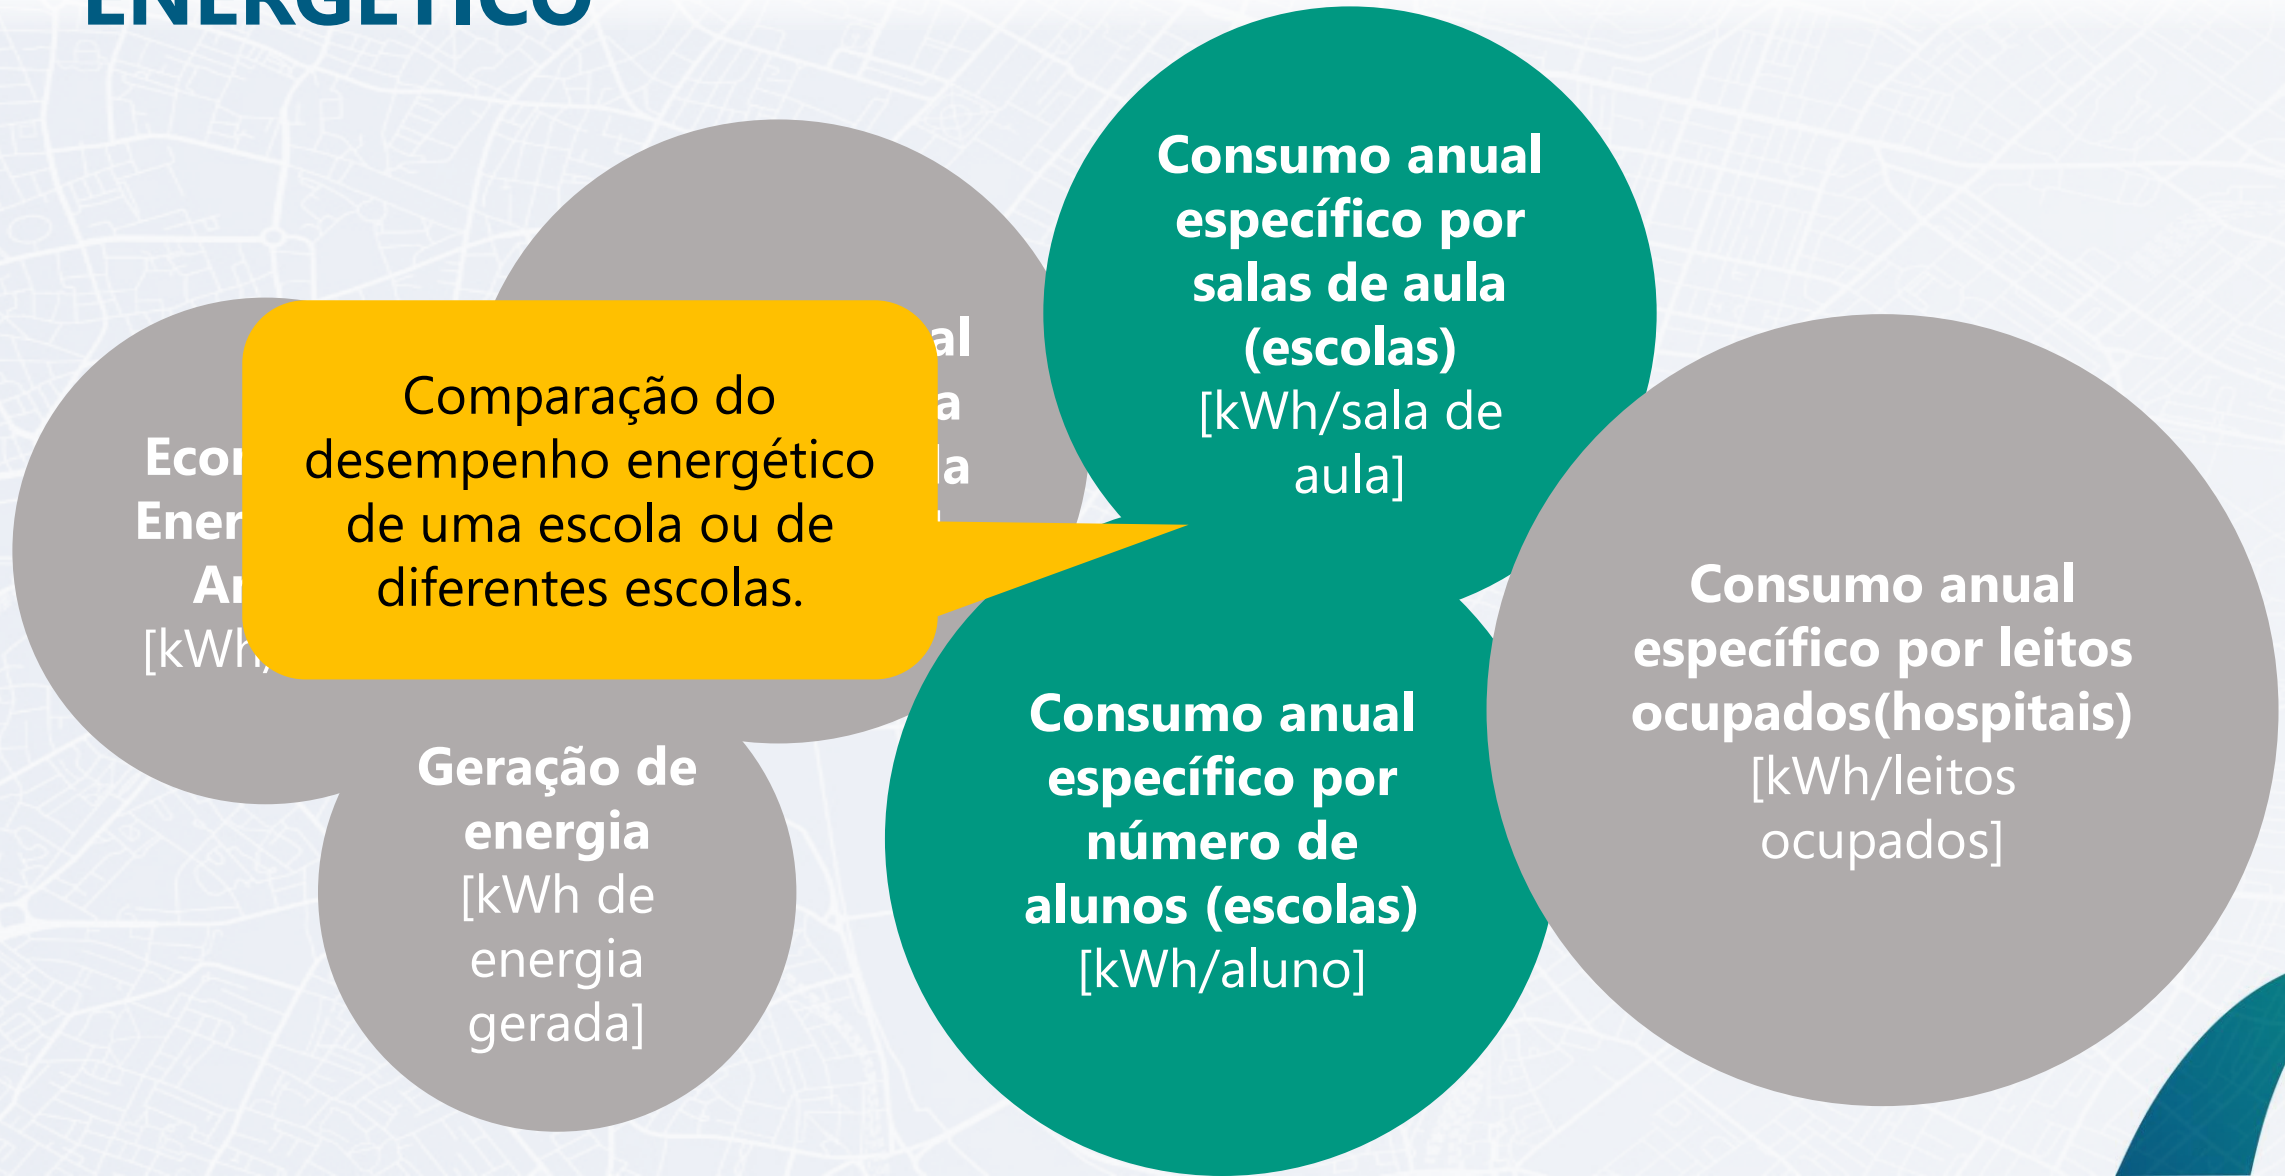 ENERGÉTICO
Consumo anual
específico por
salas de aula
(escolas)
[kWh/sala de
aula]
Comparação do
desempenho energético
de uma escola ou de
diferentes escolas.
Consumo anual
específico por leitos
ocupados(hospitais)
[kWh/leitos
ocupados]
Consumo anual
específico por
número de
alunos (escolas)
[kWh/aluno]
Geração de
energia
[kWh de
energia
gerada]